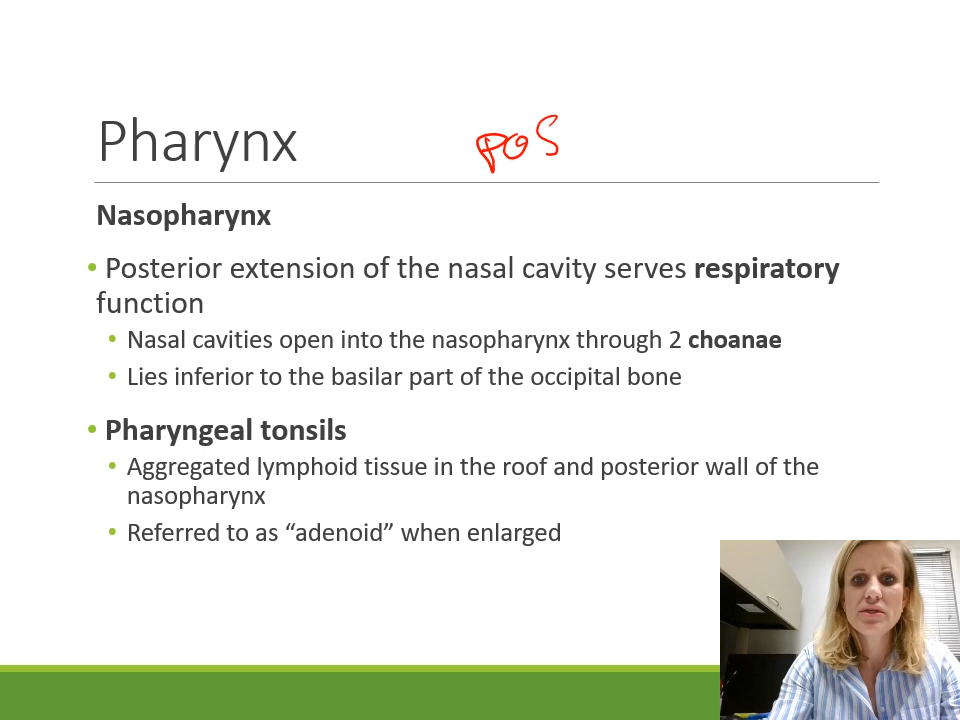 Pharynx
POS
Nasopharynx
• Posterior extension of the nasal cavity serves respiratory
function
• Nasal cavities open into the nasopharynx through 2 choanae
• Lies inferior to the basilar part of the occipital bone
• Pharyngeal tonsils
• Aggregated lymphoid tissue in the roof and posterior wall of the
nasopharynx
• Referred to as “adenoid” when enlarged